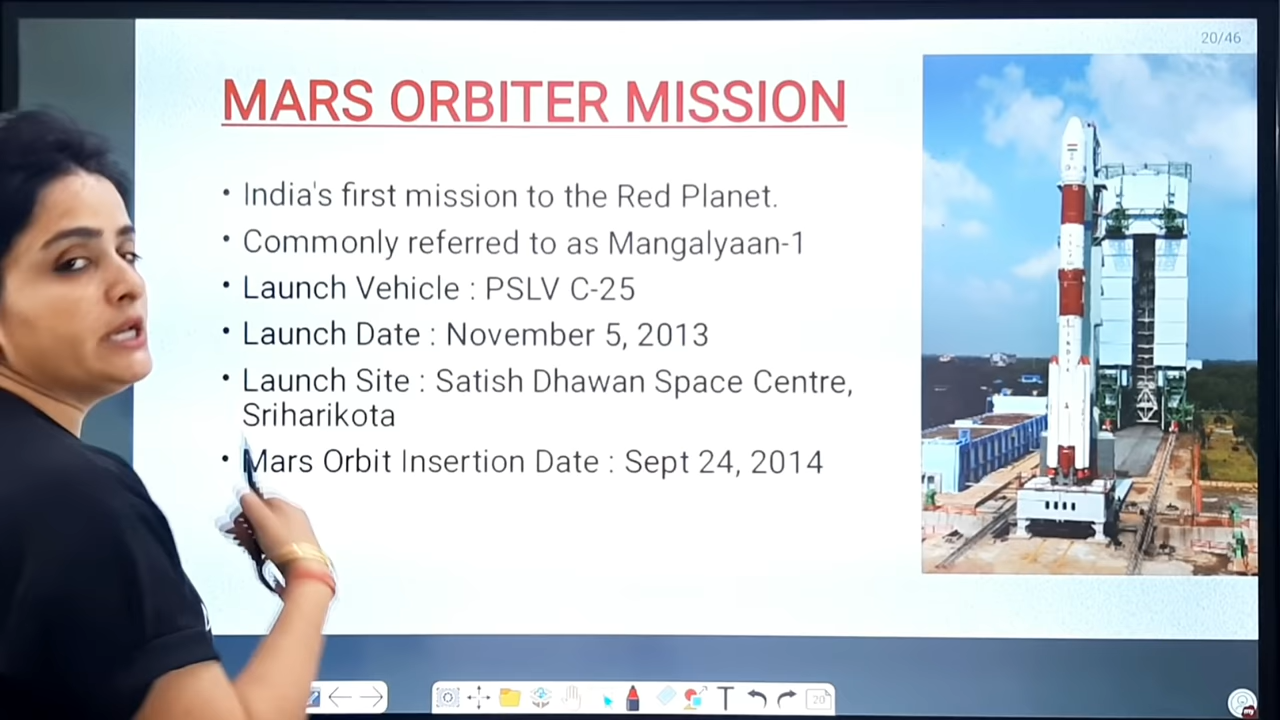 20/46
MARS ORBITER MISSION
• India's first mission to the Red Planet.
• Commonly referred to as Mangalyaan-1
• Launch Vehicle : PSLV C-25
• Launch Date : November 5, 2013
• Launch Site : Satish Dhawan Space Centre,
Sriharikota
• Mars Orbit Insertion Date : Sept 24, 2014
INDIA
T
20